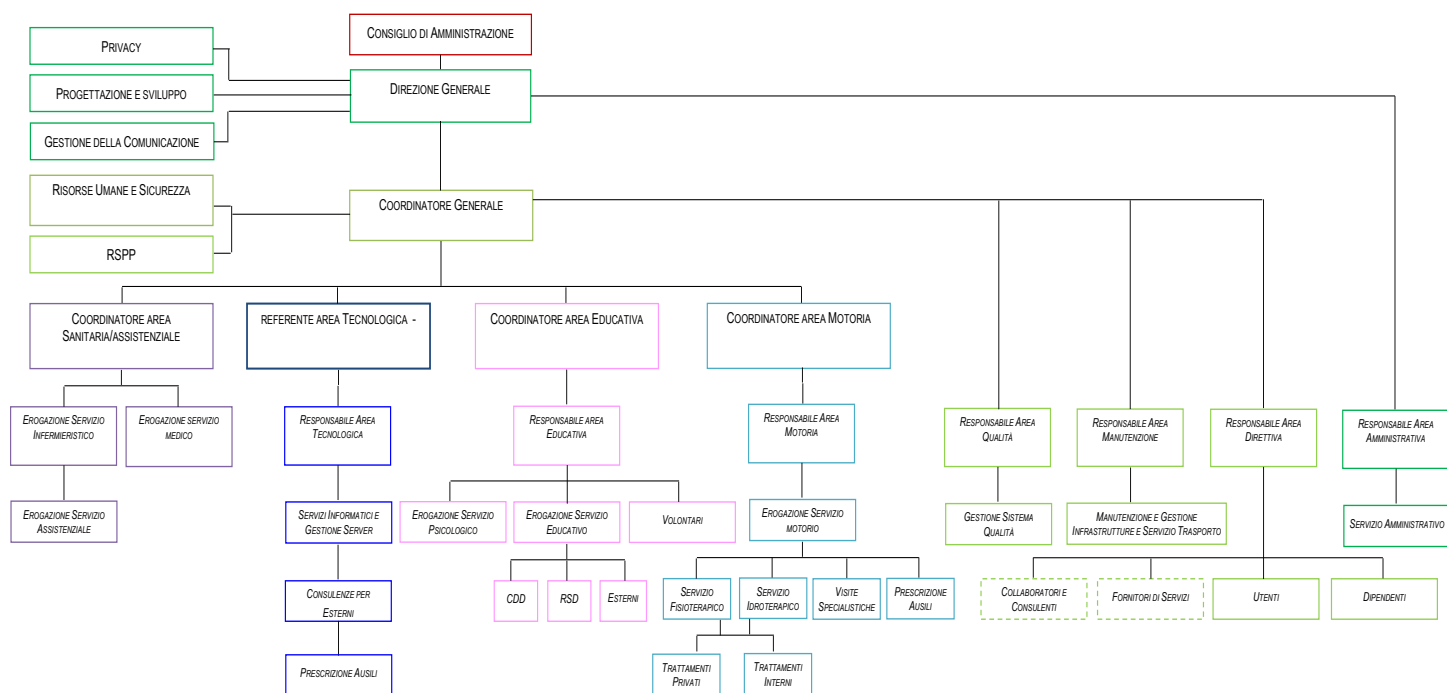 CONSIGLIO DI AMMINISTRAZIONE
PRIVACY
DIREZIONE GENERALE
PROGETTAZIONE E SVILUPPO
GESTIONE DELLA COMUNICAZIONE
RISORSE UMANE E SICUREZZA
COORDINATORE GENERALE
RSPP
COORDINATORE AREA
SANITARIA/ASSISTENZIALE
REFERENTE AREA TECNOLOGICA -
COORDINATORE AREA EDUCATIVA
COORDINATORE AREA MOTORIA
EROGAZIONE SERVIZIO
INFERMIERISTICO
EROGAZIONE SERVIZIO
MEDICO
RESPONSABILE AREA
TECNOLOGICA
RESPONSABILE AREA
EDUCATIVA
RESPONSABILE AREA
MOTORIA
RESPONSABILE AREA
QUALITÀ
RESPONSABILE AREA
MANUTENZIONE
RESPONSABILE AREA
DIRETTIVA
RESPONSABILE AREA
AMMINISTRATIVA
EROGAZIONE SERVIZIO
ASSISTENZIALE
SERVIZI INFORMATICI E
GESTIONE SERVER
EROGAZIONE SERVIZIO
PSICOLOGICO
EROGAZIONE SERVIZIO
EDUCATIVO
VOLONTARI
EROGAZIONE SERVIZIO
MOTORIO
GESTIONE SISTEMA
QUALITÀ
MANUTENZIONE E GESTIONE
INFRASTRUTTURE E SERVIZIO TRASPORTO
SERVIZIO AMMINISTRATIVO
CONSULENZE PER
ESTERNI
CDD
RSD
ESTERNI
SERVIZIO
FISIOTERAPICO
SERVIZIO
IDROTERAPICO
VISITE
SPECIALISTICHE
PRESCRIZIONE
AUSILI
COLLABORATORI E
CONSULENTI
FORNITORI DI SERVIZI
UTENTI
DIPENDENTI
PRESCRIZIONE AUSILI
TRATTAMENTI
PRIVATI
TRATTAMENTI
INTERNI